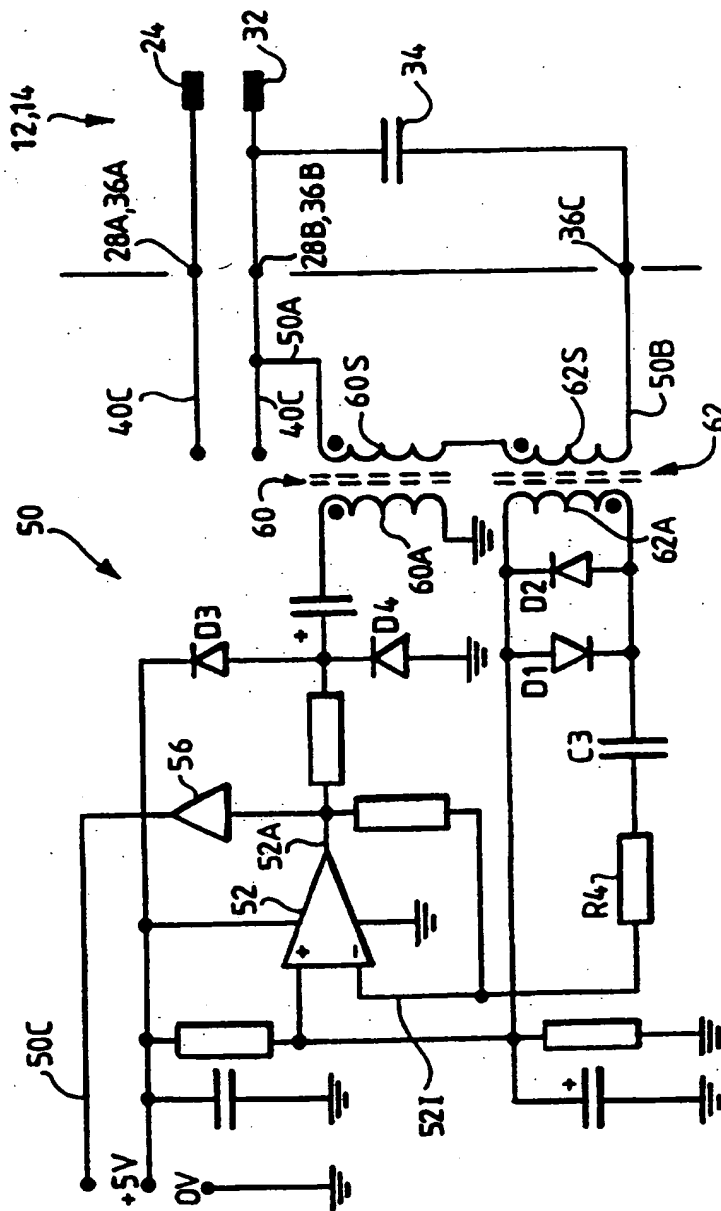 12,14
24
32
34
28A,36A
28B,36B
36C
40C
40C
50A
60S
62S
50B
50
60
60A
62A
62
D3
D4
D2
D1
+
56
52A
52
+
-
C3
R4
50C
52I
+
+5V
0V